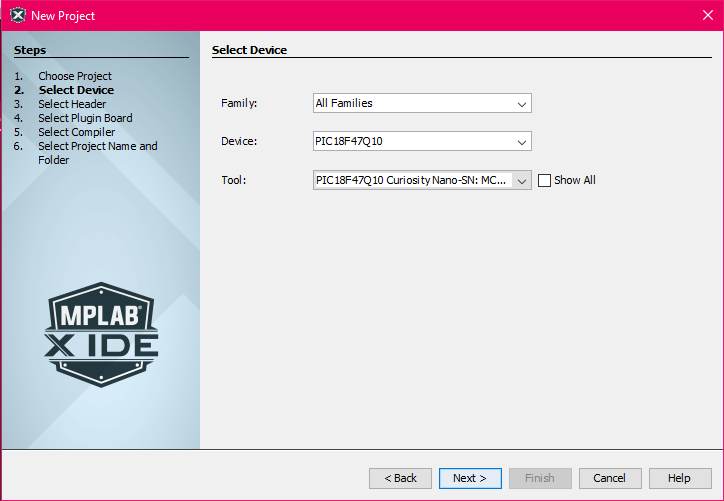 New Project
Steps
1. Choose Project
2. Select Device
3. Select Header
4. Select Plugin Board
5. Select Compiler
6. Select Project Name and
Folder
Select Device
Family: All Families
Device: PIC18F47Q10
Tool: PIC18F47Q10 Curiosity Nano-SN: MC... Show All
MPLAB®
X IDE
< Back Next > Finish Cancel Help